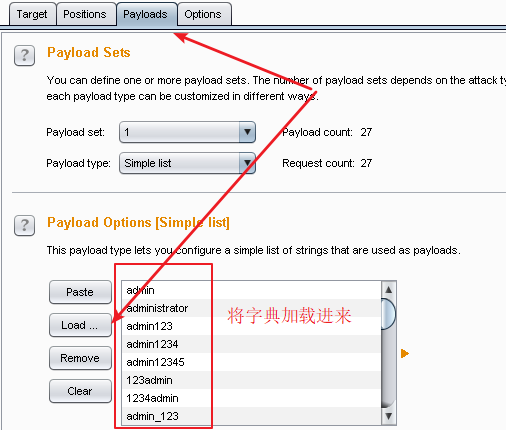 Target Positions Payloads Options
? Payload Sets
You can define one or more payload sets. The number of payload sets depends on the attack ty
each payload type can be customized in different ways.
Payload set: 1 Payload count: 27
Payload type: Simple list Request count: 27
? Payload Options [Simple list]
This payload type lets you configure a simple list of strings that are used as payloads.
Paste
Load ...
Remove
Clear
admin
administrator
admin123
admin1234
admin12345
123admin
1234admin
admin_123
将字典加载进来